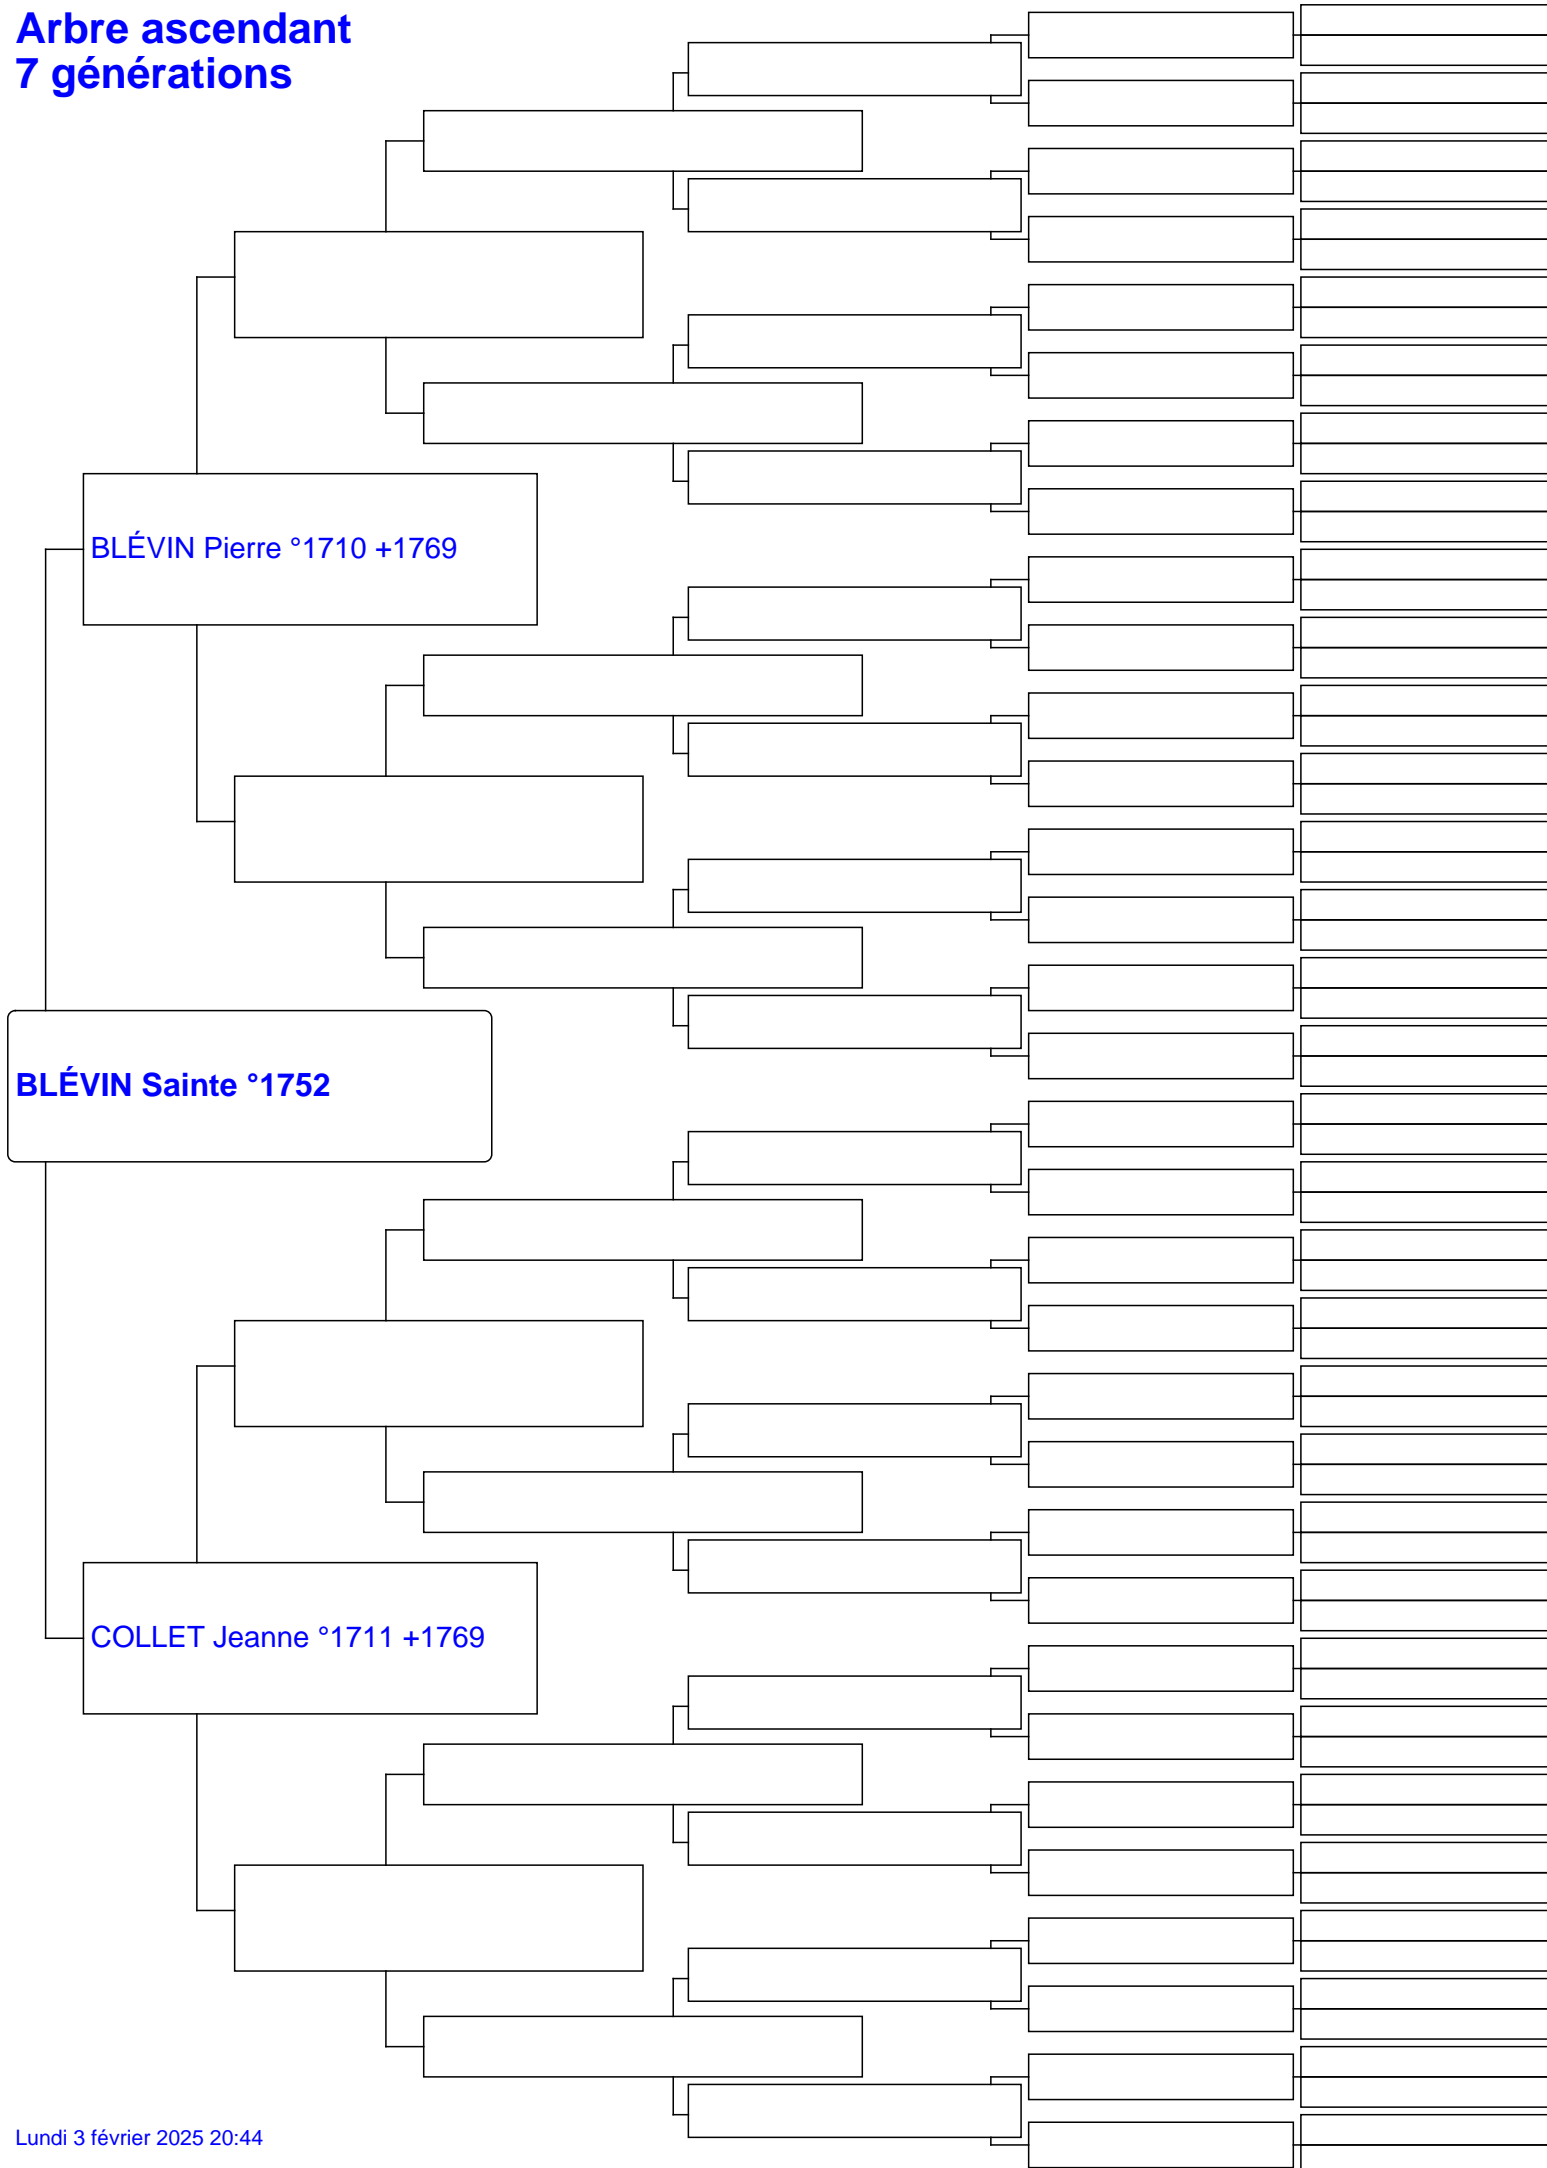 Arbre ascendant
7 générations
BLÉVIN Pierre °1710 +1769
BLÉVIN Sainte °1752
COLLET Jeanne °1711 +1769
Lundi 3 février 2025 20:44